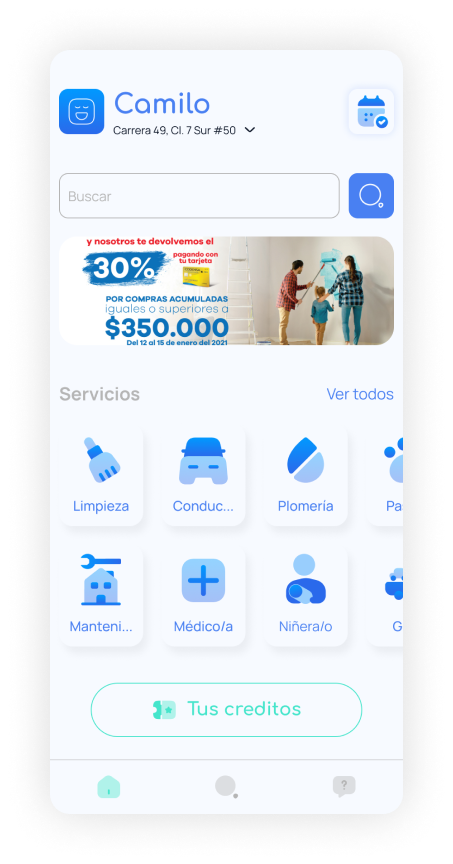 Camilo
Carrera 49, Cl. 7 Sur #50
Buscar
y nosotros te devolvemos el
30%
pagando con
tu tarjeta
POR COMPRAS ACUMULADAS
iguales o superiores a
$350.000
Del 12 al 15 de enero del 2021
Servicios
Ver todos
Limpieza
Conduc...
Plomería
Pa
Manteni...
Médico/a
Niñera/o
G
Tus creditos
?